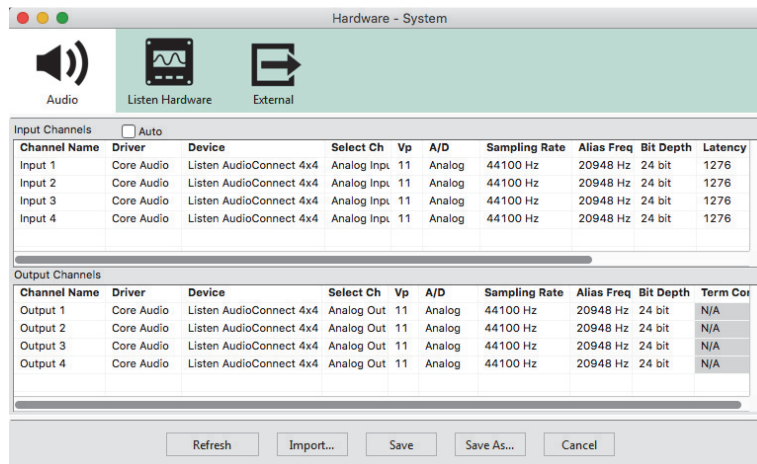 Hardware - System
Audio
Listen Hardware
External
Input Channels Auto
Channel Name Driver Device Select Ch Vp A/D Sampling Rate Alias Freq Bit Depth Latency
Input 1 Core Audio Listen AudioConnect 4x4 Analog Inpu 11 Analog 44100 Hz 20948 Hz 24 bit 1276
Input 2 Core Audio Listen AudioConnect 4x4 Analog Inpu 11 Analog 44100 Hz 20948 Hz 24 bit 1276
Input 3 Core Audio Listen AudioConnect 4x4 Analog Inpu 11 Analog 44100 Hz 20948 Hz 24 bit 1276
Input 4 Core Audio Listen AudioConnect 4x4 Analog Inpu 11 Analog 44100 Hz 20948 Hz 24 bit 1276
Output Channels
Channel Name Driver Device Select Ch Vp A/D Sampling Rate Alias Freq Bit Depth Term Cor
Output 1 Core Audio Listen AudioConnect 4x4 Analog Out 11 Analog 44100 Hz 20948 Hz 24 bit N/A
Output 2 Core Audio Listen AudioConnect 4x4 Analog Out 11 Analog 44100 Hz 20948 Hz 24 bit N/A
Output 3 Core Audio Listen AudioConnect 4x4 Analog Out 11 Analog 44100 Hz 20948 Hz 24 bit N/A
Output 4 Core Audio Listen AudioConnect 4x4 Analog Out 11 Analog 44100 Hz 20948 Hz 24 bit N/A
Refresh Import... Save Save As... Cancel